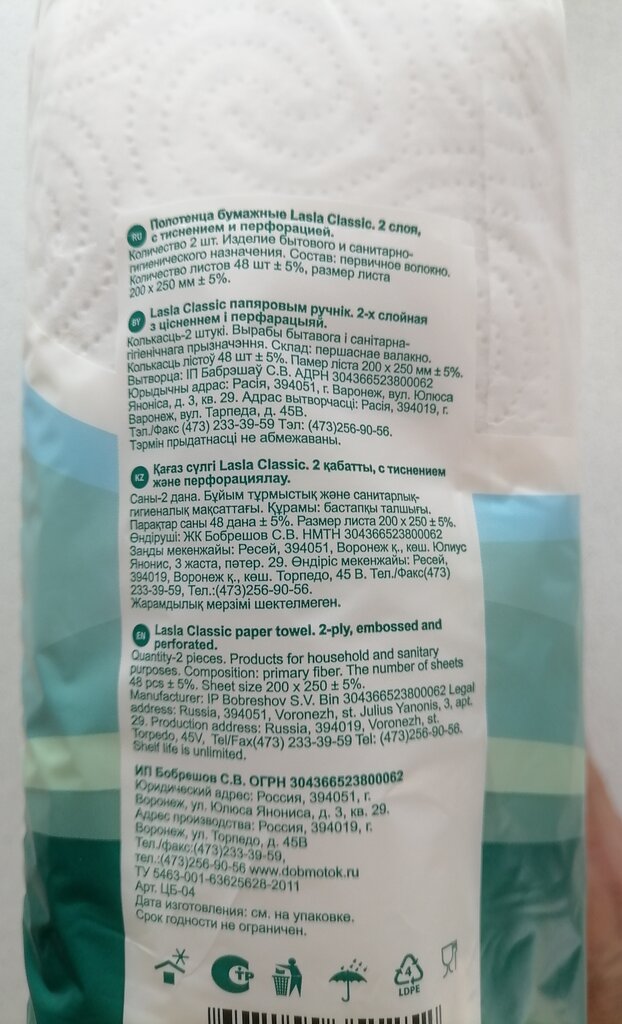 RU Полотенца бумажные Lasla Classic. 2 слоя,
с тиснением и перфорацией.
Количество 2 шт. Изделие бытового и санитарно-
гигиенического назначения. Состав: первичное волокно.
Количество листов 48 шт ± 5%, размер листа
200 х 250 мм ± 5%.
BY Lasla Classic папяровым ручнік. 2-х слойная
з цісненнем і перфарацыяй.
Колькасць-2 штукі. Вырабы бытавога і санітарна-
гігіенічнага прызначэння. Склад: першаснае валакно.
Колькасць лістоў 48 шт ± 5%. Памер ліста 200 х 250 мм ± 5%.
Вытворца: ІП Бабрэшаў С.В. АДРН 304366523800062
Юрыдычны адрас: Расія, 394051, г. Варонеж, вул. Юлюса
Яноніса, д. 3, кв. 29. Адрас вытворчасці: Расія, 394019, г.
Варонеж, вул. Тарпеда, д. 45В.
Тэл./Факс (473) 233-39-59 Тэл: (473)256-90-56.
Тэрмін прыдатнасці не абмежаваны.
KZ Қағаз сүлгі Lasla Classic. 2 қабатты, с тиснением
және перфорациялау.
Саны-2 дана. Бұйым тұрмыстық және санитарлық-
гигиеналық мақсаттағы. Құрамы: бастапқы талшығы.
Парақтар саны 48 дана ± 5%. Размер листа 200 х 250 ± 5%.
Өндіруші: ЖК Бобрешов С.В. НМТН 304366523800062
Заңды мекенжайы: Ресей, 394051, Воронеж қ., көш. Юлиус
Янонис, 3 жаста, пәтер. 29. Өндіріс мекенжайы: Ресей,
394019, Воронеж қ., көш. Торпедо, 45 В. Тел./Факс(473)
233-39-59, Тел.:(473)256-90-56.
Жарамдылық мерзімі шектелмеген.
EN Lasla Classic paper towel. 2-ply, embossed and
perforated.
Quantity-2 pieces. Products for household and sanitary
purposes. Composition: primary fiber. The number of sheets
48 pcs ± 5%. Sheet size 200 x 250 ± 5%.
Manufacturer: IP Bobreshov S.V. Bin 304366523800062 Legal
address: Russia, 394051, Voronezh, st. Julius Yanonis, 3, apt.
29. Production address: Russia, 394019, Voronezh, st.
Torpedo, 45V, Tel/Fax(473) 233-39-59 Tel: (473)256-90-56.
Shelf life is unlimited.
ИП Бобрешов С.В. ОГРН 304366523800062
Юридический адрес: Россия, 394051, г.
Воронеж, ул. Юлюса Янониса, д. 3, кв. 29.
Адрес производства: Россия, 394019, г.
Воронеж, ул. Торпедо, д. 45В
Тел./факс:(473)233-39-59,
тел.:(473)256-90-56 www.dobmotok.ru
ТУ 5463-001-63625628-2011
Арт. ЦБ-04
Дата изготовления: см. на упаковке.
Срок годности не ограничен.
4
LDPE